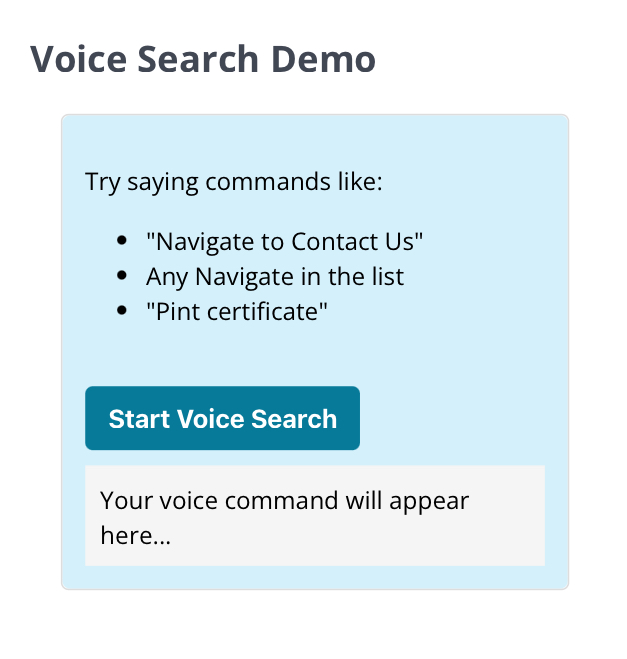 Voice Search Demo
Try saying commands like:
"Navigate to Contact Us"
Any Navigate in the list
"Pint certificate"
Start Voice Search
Your voice command will appear
here...